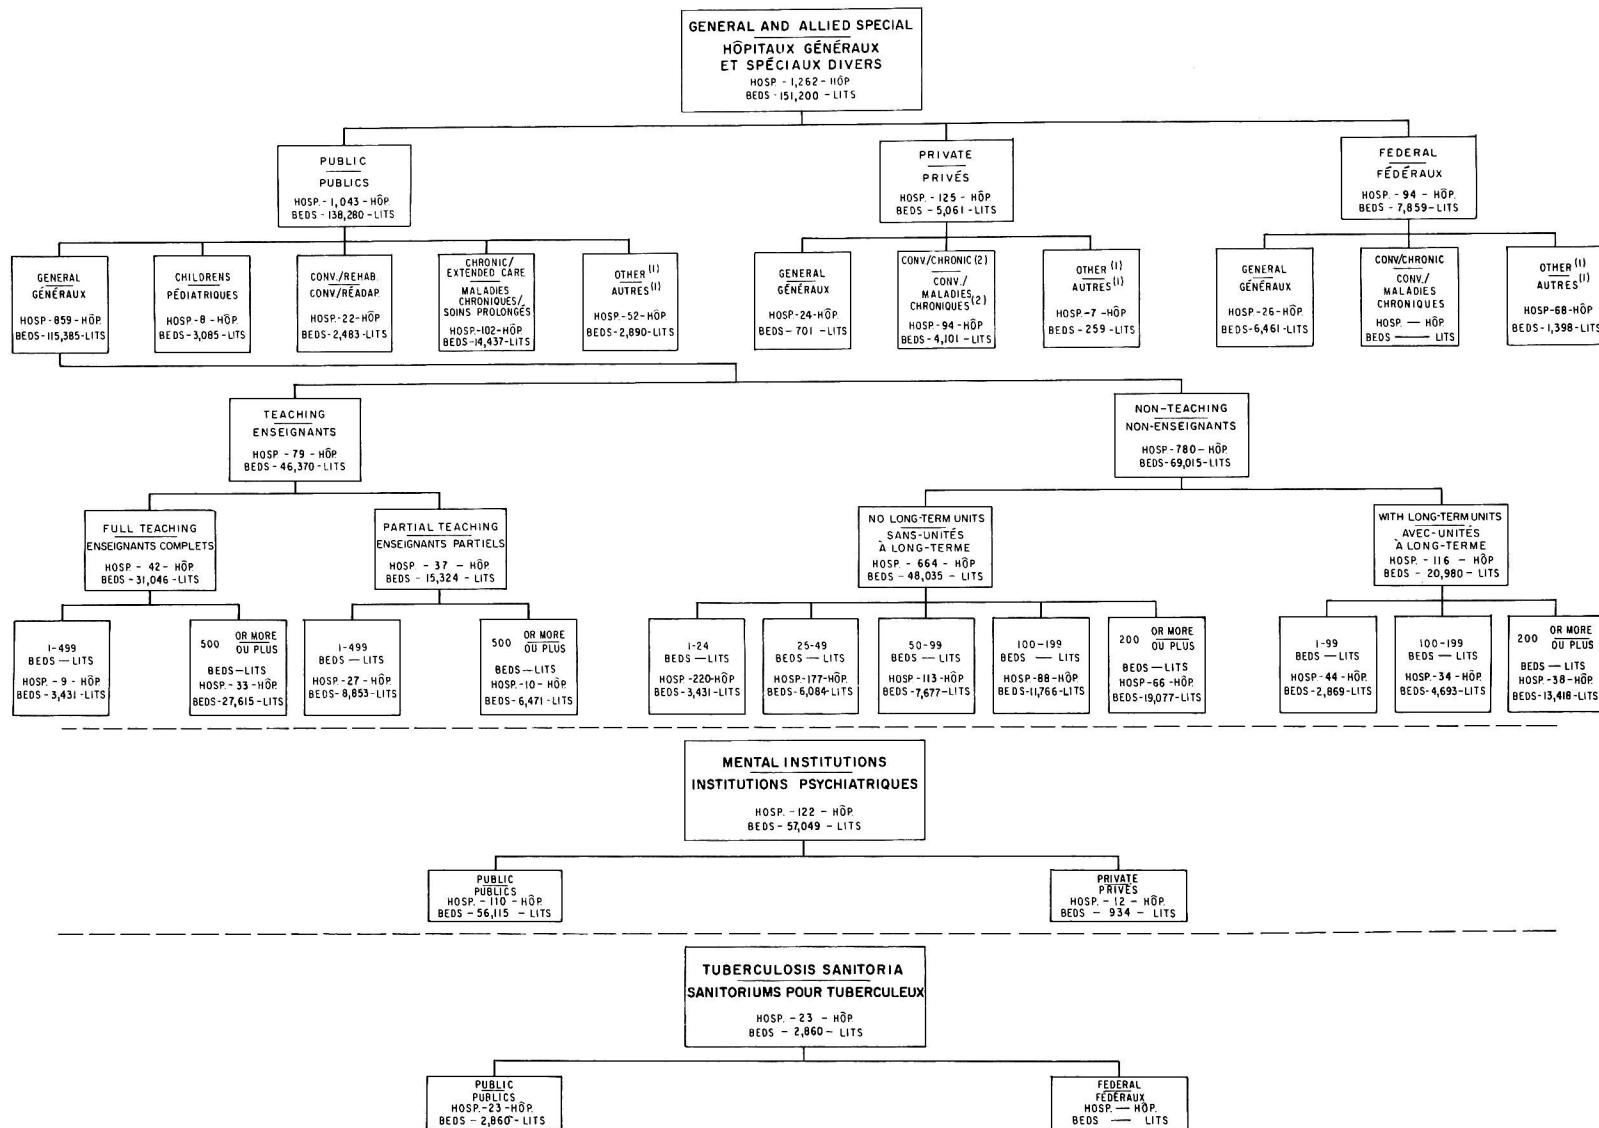 GENERAL AND ALLIED SPECIAL
HÔPITAUX GÉNÉRAUX
ET SPÉCIAUX DIVERS
HOSP. - 1,262 - HÔP
BEDS - 151,200 - LITS
PUBLIC
PUBLICS
HOSP. - 1,043 - HÔP.
BEDS - 138,280 - LITS
PRIVATE
PRIVÉS
HOSP. - 125 - HÔP.
BEDS - 5,061 - LITS
FEDERAL
FÉDÉRAUX
HOSP. - 94 - HÔP.
BEDS - 7,859 - LITS
GENERAL
GÉNÉRAUX
HOSP - 859 - HÔP.
BEDS - 115,385 - LITS
CHILDRENS
PÉDIATRIQUES
HOSP - 8 - HÔP.
BEDS - 3,085 - LITS
CONV./REHAB.
CONV/RÉADAP.
HOSP. - 22 - HÔP.
BEDS - 2,483 - LITS
CHRONIC/
EXTENDED CARE
MALADIES
CHRONIQUES/
SOINS PROLONGÉS
HOSP. - 102 - HÔP
BEDS - 14,437 - LITS
OTHER (1)
AUTRES (1)
HOSP. - 52 - HÔP.
BEDS - 2,890 - LITS
GENERAL
GÉNÉRAUX
HOSP - 24 - HÔP.
BEDS - 701 - LITS
CONV/CHRONIC (2)
CONV./
MALADIES
CHRONIQUES (2)
HOSP. - 94 - HÔP.
BEDS - 4,101 - LITS
OTHER (1)
AUTRES (1)
HOSP. - 7 - HÔP
BEDS - 259 - LITS
GENERAL
GÉNÉRAUX
HOSP. - 26 - HÔP.
BEDS - 6,461 - LITS
CONV/CHRONIC
CONV./
MALADIES
CHRONIQUES
HOSP. — HÔP
BEDS — LITS
OTHER (1)
AUTRES (1)
HOSP - 68 - HÔP
BEDS - 1,398 - LITS
TEACHING
ENSEIGNANTS
HOSP - 79 - HÔP
BEDS - 46,370 - LITS
NON-TEACHING
NON-ENSEIGNANTS
HOSP. - 780 - HÔP
BEDS - 69,015 - LITS
FULL TEACHING
ENSEIGNANTS COMPLETS
HOSP. - 42 - HÔP.
BEDS - 31,046 - LITS
PARTIAL TEACHING
ENSEIGNANTS PARTIELS
HOSP. - 37 - HÔP
BEDS - 15,324 - LITS
NO LONG-TERM UNITS
SANS-UNITÉS
À LONG-TERME
HOSP. - 664 - HÔP
BEDS - 48,035 - LITS
WITH LONG-TERM UNITS
AVEC-UNITÉS
À LONG-TERME
HOSP. - 116 - HÔP
BEDS - 20,980 - LITS
1-499
BEDS — LITS
HOSP. - 9 - HÔP.
BEDS - 3,431 - LITS
500 OR MORE
OU PLUS
BEDS — LITS
HOSP. - 33 - HÔP.
BEDS - 27,615 - LITS
1-499
BEDS — LITS
HOSP. - 27 - HÔP
BEDS - 8,853 - LITS
500 OR MORE
OU PLUS
BEDS — LITS
HOSP. - 10 - HÔP.
BEDS - 6,471 - LITS
1-24
BEDS — LITS
HOSP. - 220 - HÔP
BEDS - 3,431 - LITS
25-49
BEDS — LITS
HOSP. - 177 - HÔP.
BEDS - 6,084 - LITS
50-99
BEDS — LITS
HOSP. - 113 - HÔP
BEDS - 7,677 - LITS
100-199
BEDS — LITS
HOSP. - 88 - HÔP
BEDS - 11,766 - LITS
200 OR MORE
OU PLUS
BEDS — LITS
HOSP - 66 - HÔP.
BEDS - 19,077 - LITS
1-99
BEDS — LITS
HOSP. - 44 - HÔP.
BEDS - 2,869 - LITS
100-199
BEDS — LITS
HOSP. - 34 - HÔP.
BEDS - 4,693 - LITS
200 OR MORE
OU PLUS
BEDS — LITS
HOSP. - 38 - HÔP.
BEDS - 13,418 - LITS
MENTAL INSTITUTIONS
INSTITUTIONS PSYCHIATRIQUES
HOSP. - 122 - HÔP.
BEDS - 57,049 - LITS
PUBLIC
PUBLICS
HOSP. - 110 - HÔP.
BEDS - 56,115 - LITS
PRIVATE
PRIVÉS
HOSP. - 12 - HÔP.
BEDS - 934 - LITS
TUBERCULOSIS SANITORIA
SANITORIUMS POUR TUBERCULEUX
HOSP. - 23 - HÔP.
BEDS - 2,860 - LITS
PUBLIC
PUBLICS
HOSP. - 23 - HÔP.
BEDS - 2,860 - LITS
FEDERAL
FÉDÉRAUX
HOSP. — HÔP.
BEDS — LITS